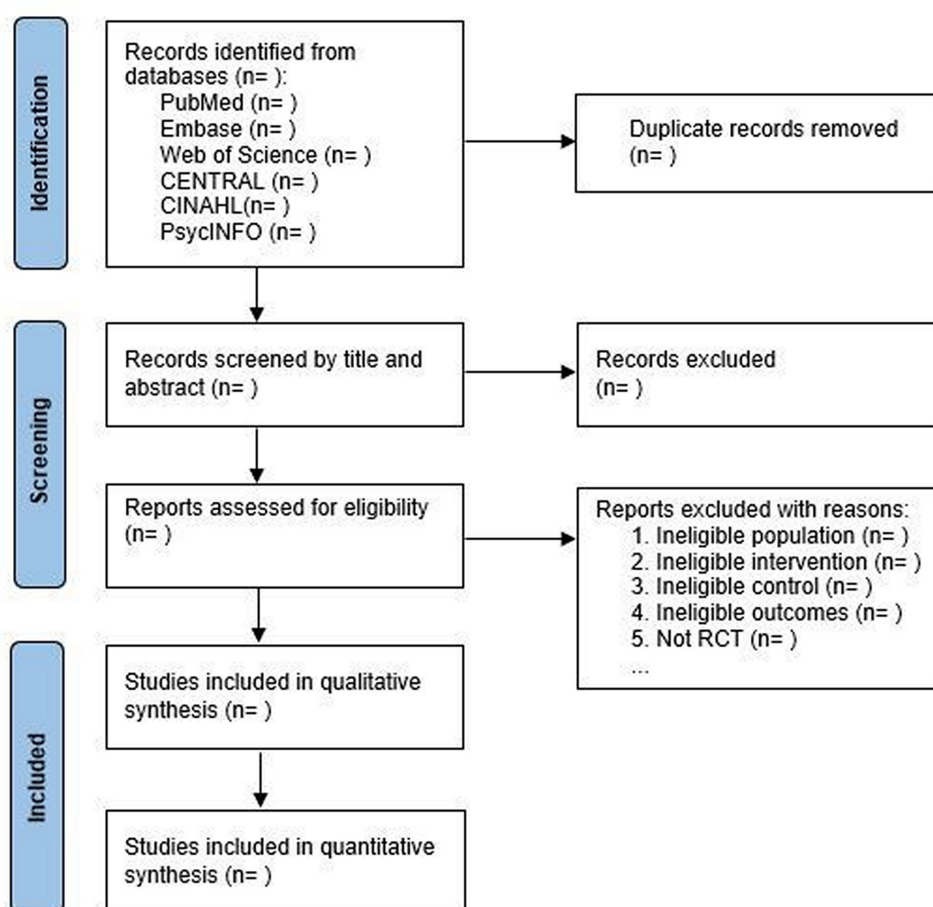 Identification
Records identified from
databases (n= ):
PubMed (n= )
Embase (n= )
Web of Science (n= )
CENTRAL (n= )
CINAHL(n= )
PsycINFO (n= )
Duplicate records removed
(n= )
Screening
Records screened by title and
abstract (n= )
Records excluded
(n= )
Reports assessed for eligibility
(n= )
Reports excluded with reasons:
1. Ineligible population (n= )
2. Ineligible intervention (n= )
3. Ineligible control (n= )
4. Ineligible outcomes (n= )
5. Not RCT (n= )
...
Included
Studies included in qualitative
synthesis (n= )
Studies included in quantitative
synthesis (n= )